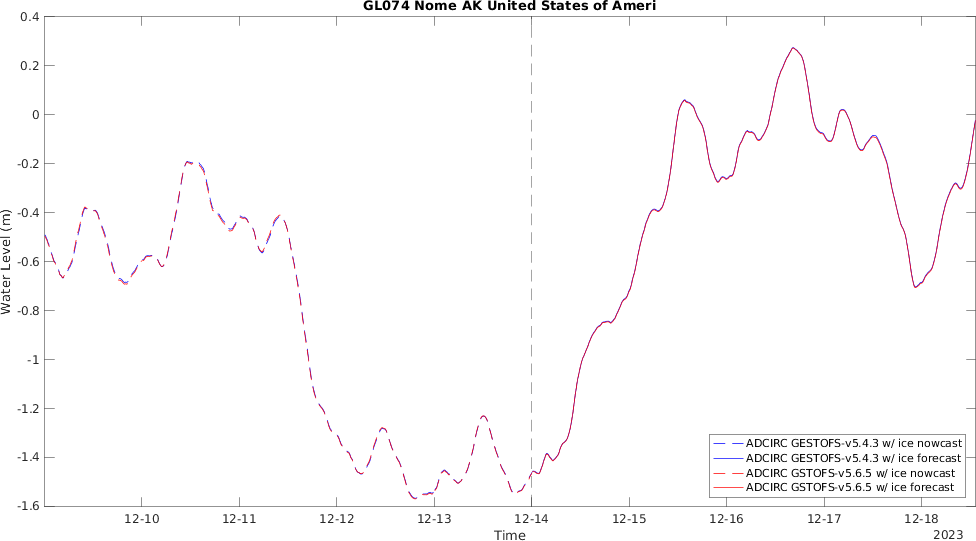 GL074 Nome AK United States of Ameri
0.4
0.2
0
-0.2
-0.4
-0.6
-0.8
-1
-1.2
-1.4
-1.6
Water Level (m)
12-10 12-11 12-12 12-13 12-14 12-15 12-16 12-17 12-18
Time
2023
ADCIRC GESTOFS-v5.4.3 w/ ice nowcast
ADCIRC GESTOFS-v5.4.3 w/ ice forecast
ADCIRC GSTOFS-v5.6.5 w/ ice nowcast
ADCIRC GSTOFS-v5.6.5 w/ ice forecast